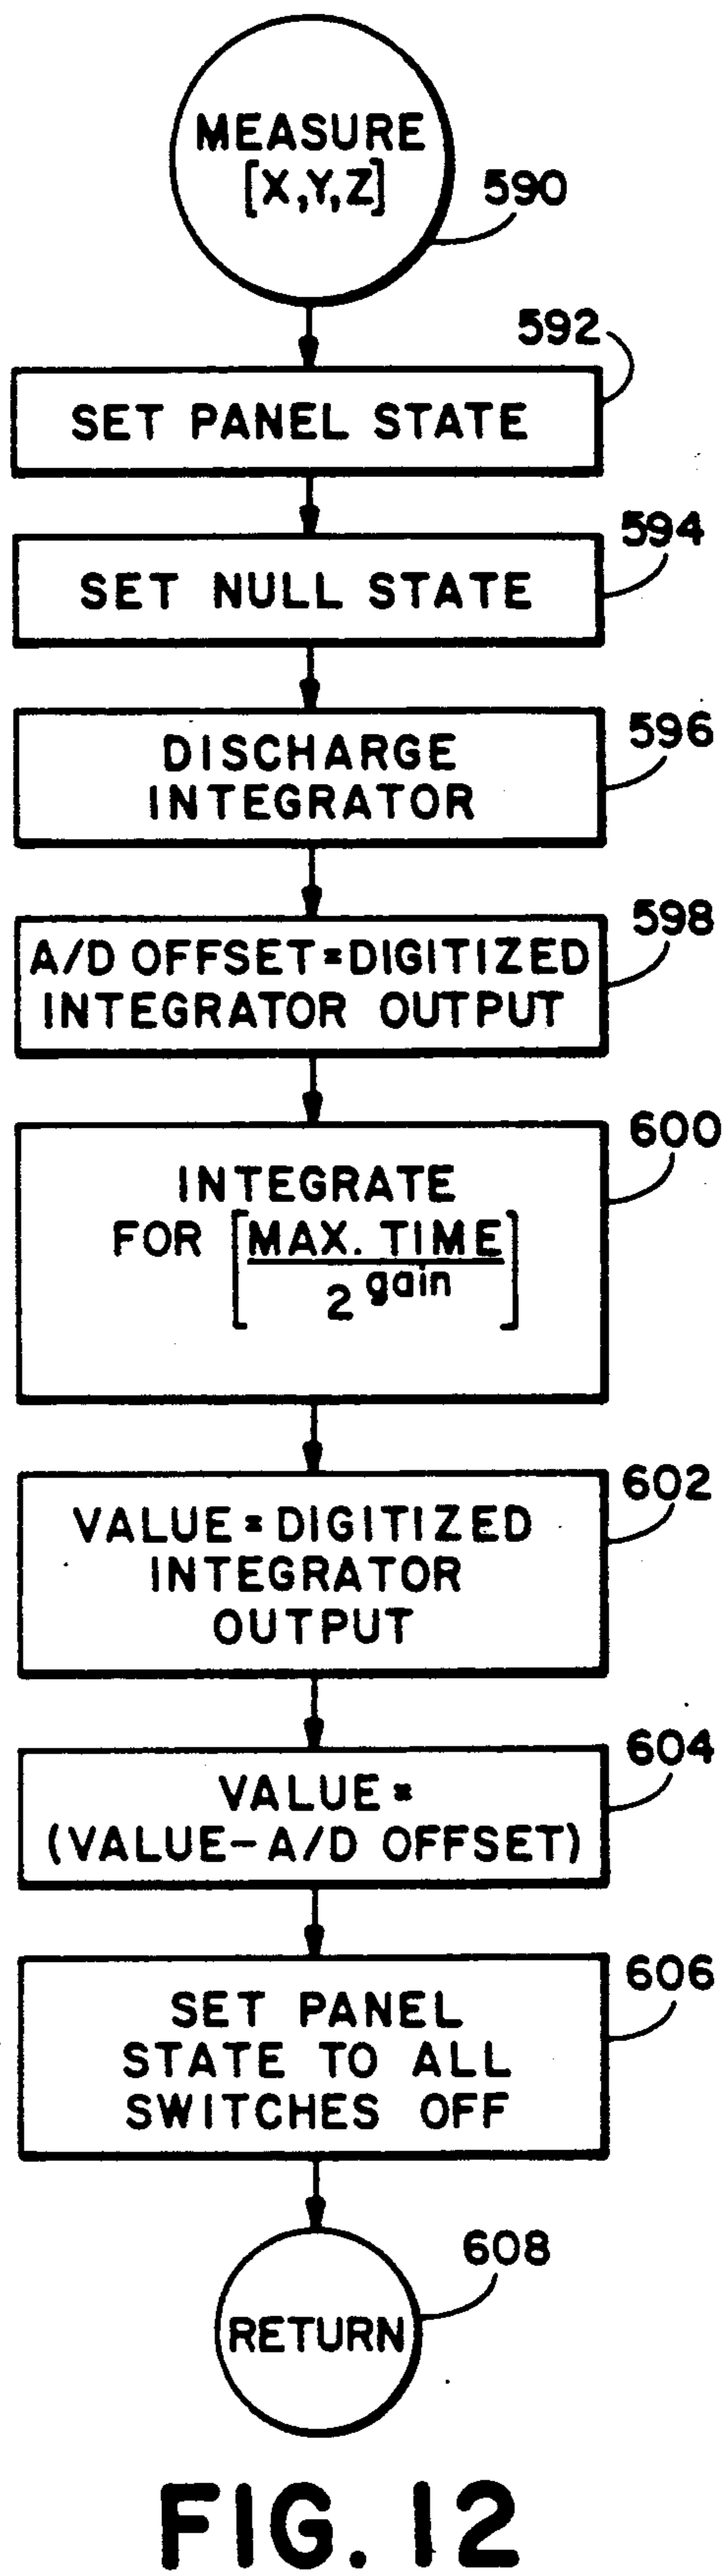 MEASURE
[X,Y,Z]
590
592
SET PANEL STATE
594
SET NULL STATE
596
DISCHARGE
INTEGRATOR
598
A/D OFFSET=DIGITIZED
INTEGRATOR OUTPUT
600
INTEGRATE
FOR [MAX. TIME
2 gain]
602
VALUE=DIGITIZED
INTEGRATOR
OUTPUT
604
VALUE=
(VALUE-A/D OFFSET)
606
SET PANEL
STATE TO ALL
SWITCHES OFF
608
RETURN
FIG. 12